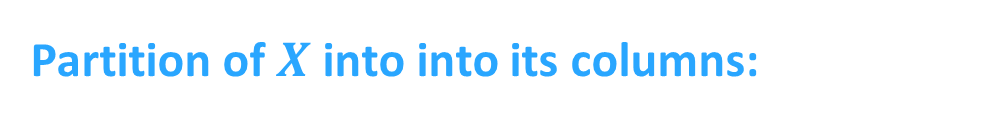 Partition of X into into its columns: